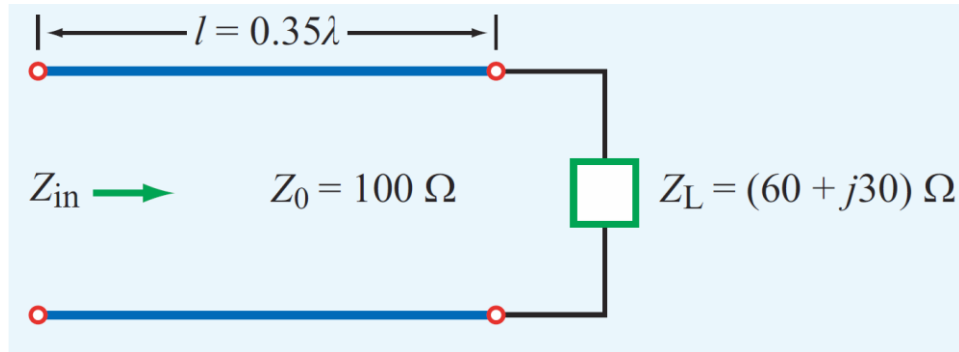 l = 0.35λ
Zin
Z0 = 100 Ω
ZL = (60 + j30) Ω